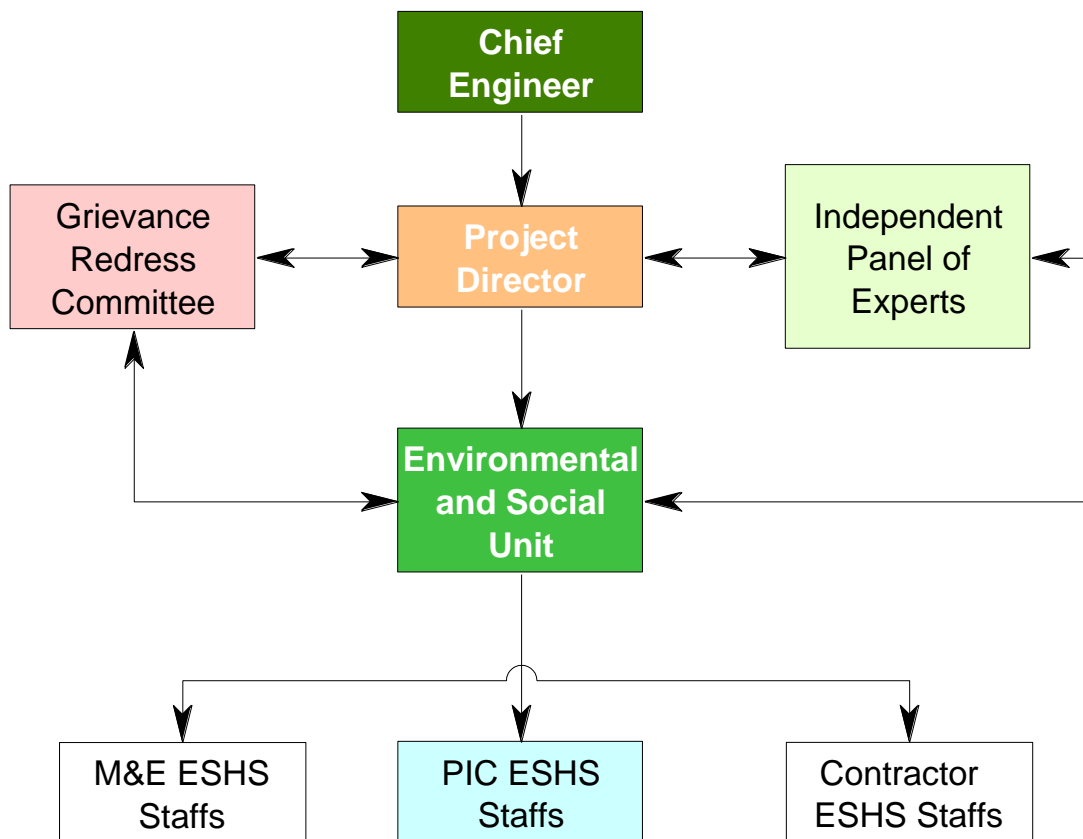 Chief
Engineer
Grievance
Redress
Committee
Project
Director
Independent
Panel of
Experts
Environmental
and Social
Unit
M&E ESHS
Staffs
PIC ESHS
Staffs
Contractor
ESHS Staffs